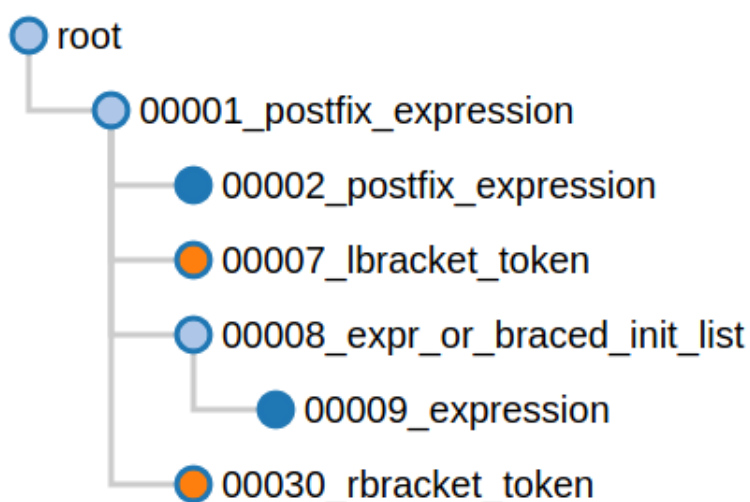 root
00001_postfix_expression
00002_postfix_expression
00007_lbracket_token
00008_expr_or_braced_init_list
00009_expression
00030_rbracket_token